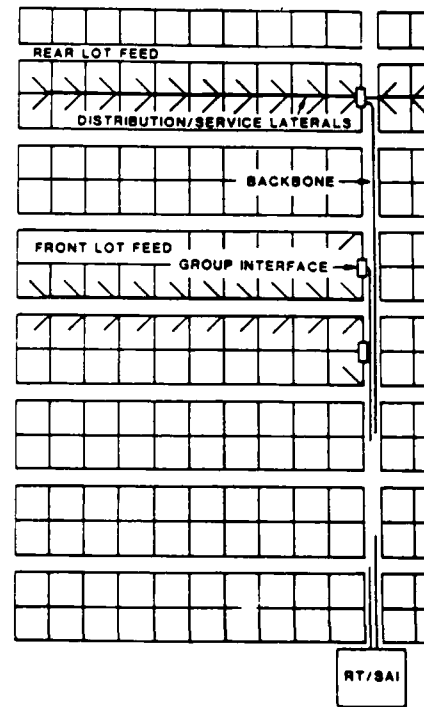 REAR LOT FEED
DISTRIBUTION/SERVICE LATERALS
BACKBONE
FRONT LOT FEED
GROUP INTERFACE
RT/SAI